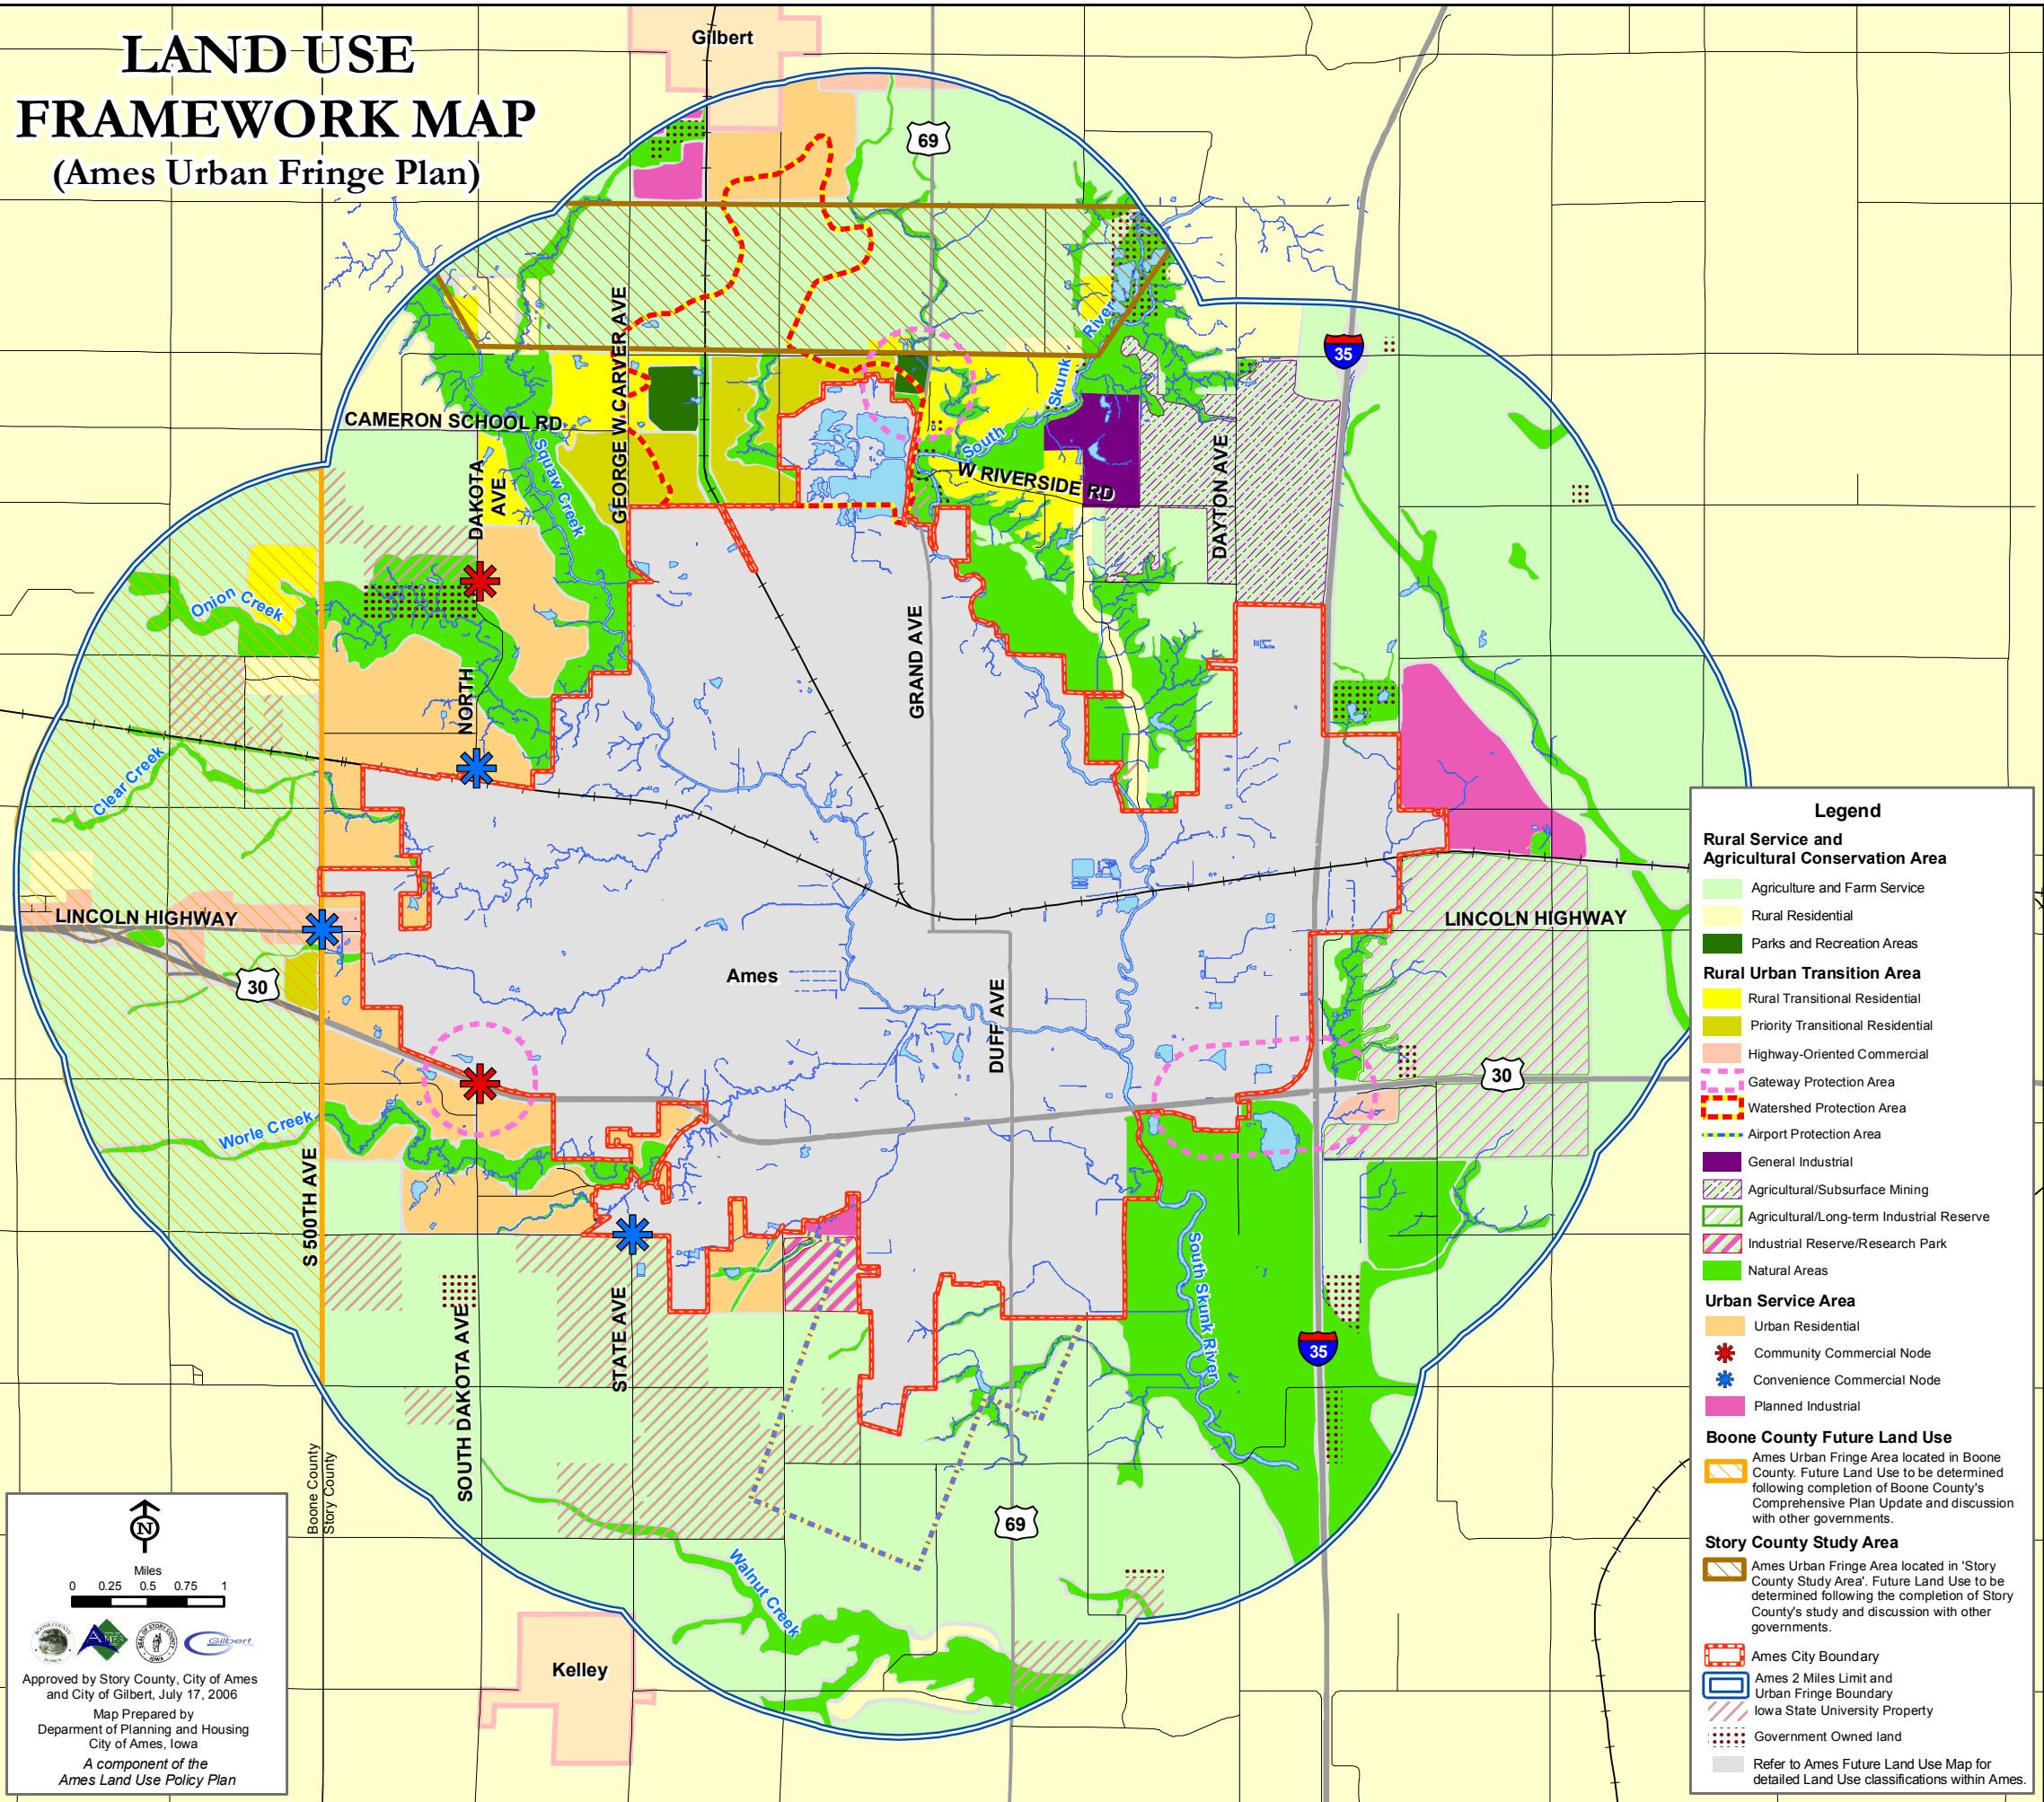 LAND USE
FRAMEWORK MAP
(Ames Urban Fringe Plan)
Gilbert
69
35
CAMERON SCHOOL RD
GEORGE W CARVER AVE
DAKOTA
AVE
NORTH
Squaw Creek
South
Skunk
River
W RIVERSIDE RD
DAYTON AVE
Onion Creek
GRAND AVE
Clear Creek
LINCOLN HIGHWAY
LINCOLN HIGHWAY
30
Ames
DUFF AVE
30
Worle Creek
S 500TH AVE
SOUTH DAKOTA AVE
STATE AVE
South Skunk River
35
Boone County
Story County
69
Walnut Creek
Kelley
N
Miles
0 0.25 0.5 0.75 1
Gilbert
Approved by Story County, City of Ames
and City of Gilbert, July 17, 2006
Map Prepared by
Deparment of Planning and Housing
City of Ames, Iowa
A component of the
Ames Land Use Policy Plan
Legend
Rural Service and
Agricultural Conservation Area
Agriculture and Farm Service
Rural Residential
Parks and Recreation Areas
Rural Urban Transition Area
Rural Transitional Residential
Priority Transitional Residential
Highway-Oriented Commercial
Gateway Protection Area
Watershed Protection Area
Airport Protection Area
General Industrial
Agricultural/Subsurface Mining
Agricultural/Long-term Industrial Reserve
Industrial Reserve/Research Park
Natural Areas
Urban Service Area
Urban Residential
Community Commercial Node
Convenience Commercial Node
Planned Industrial
Boone County Future Land Use
Ames Urban Fringe Area located in Boone
County. Future Land Use to be determined
following completion of Boone County's
Comprehensive Plan Update and discussion
with other governments.
Story County Study Area
Ames Urban Fringe Area located in 'Story
County Study Area'. Future Land Use to be
determined following the completion of Story
County's study and discussion with other
governments.
Ames City Boundary
Ames 2 Miles Limit and
Urban Fringe Boundary
Iowa State University Property
Government Owned land
Refer to Ames Future Land Use Map for
detailed Land Use classifications within Ames.